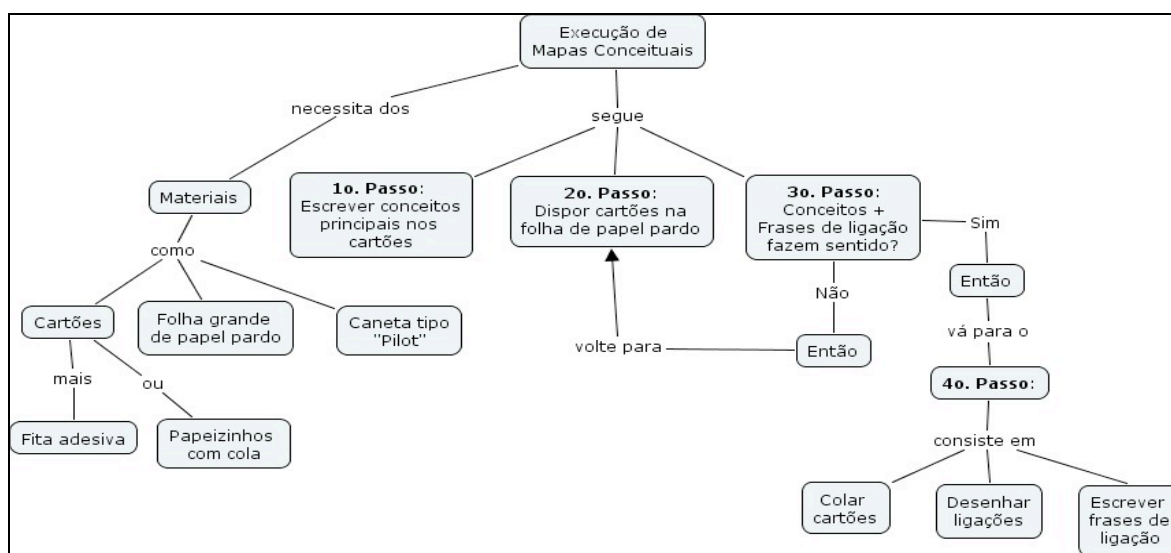 Execução de
Mapas Conceituais
necessita dos
segue
Materiais
1o. Passo:
Escrever conceitos
principais nos
cartões
2o. Passo:
Dispor cartões na
folha de papel pardo
3o. Passo:
Conceitos +
Frases de ligação
fazem sentido?
Sim
como
Então
Não
Cartões
Folha grande
de papel pardo
Caneta tipo
"Pilot"
volte para
Então
vá para o
mais
ou
4o. Passo:
Fita adesiva
Papeizinhos
com cola
consiste em
Colar
cartões
Desenhar
ligações
Escrever
frases de
ligação